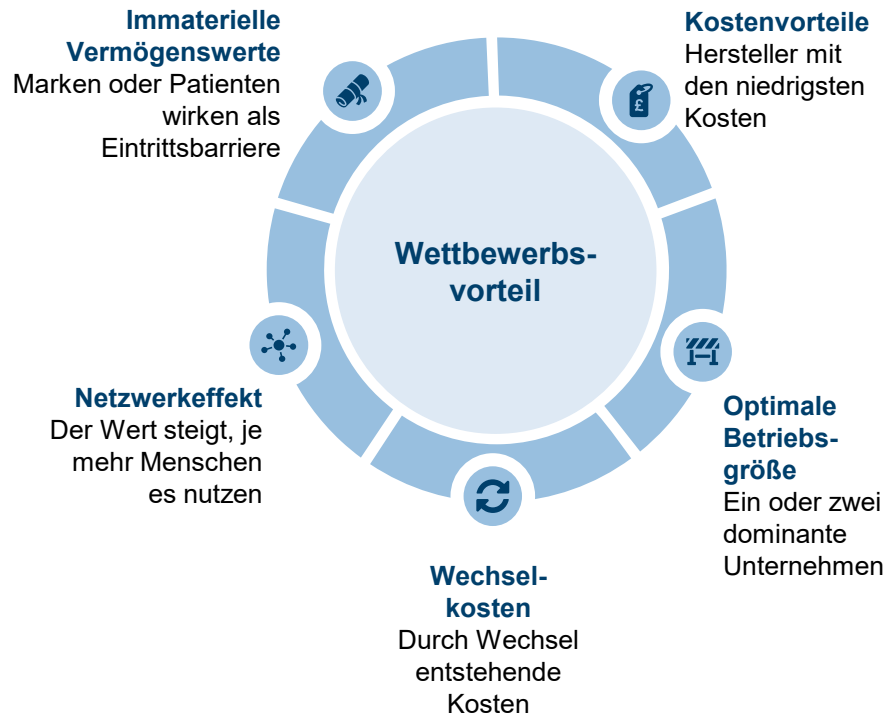 Immaterielle
Vermögenswerte
Marken oder Patienten
wirken als
Eintrittsbarriere
Kostenvorteile
Hersteller mit
den niedrigsten
Kosten
£
Wettbewerbs-
vorteil
Netzwerkeffekt
Der Wert steigt, je
mehr Menschen
es nutzen
Optimale
Betriebs-
größe
Ein oder zwei
dominante
Unternehmen
Wechsel-
kosten
Durch Wechsel
entstehende
Kosten